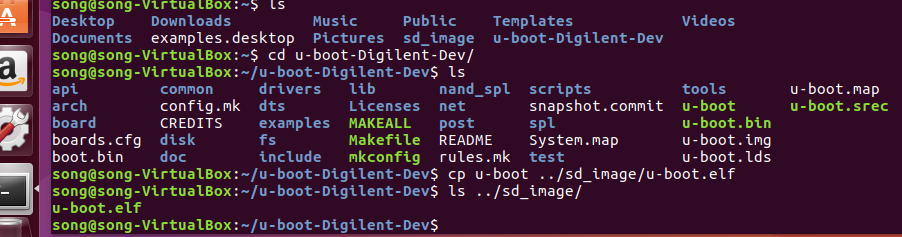 song@song-VirtualBox:~$ ls
Desktop Downloads Music Public Templates Videos
Documents examples.desktop Pictures sd_image u-boot-Digilent-Dev
song@song-VirtualBox:~$ cd u-boot-Digilent-Dev/
song@song-VirtualBox:~/u-boot-Digilent-Dev$ ls
api common drivers lib nand_spl scripts tools u-boot.map
arch config.mk dts Licenses net snapshot.commit u-boot u-boot.srec
board CREDITS examples MAKEALL post spl u-boot.bin
boards.cfg disk fs Makefile README System.map u-boot.img
boot.bin doc include mkconfig rules.mk test u-boot.lds
song@song-VirtualBox:~/u-boot-Digilent-Dev$ cp u-boot ../sd_image/u-boot.elf
song@song-VirtualBox:~/u-boot-Digilent-Dev$ ls ../sd_image/
u-boot.elf
song@song-VirtualBox:~/u-boot-Digilent-Dev$